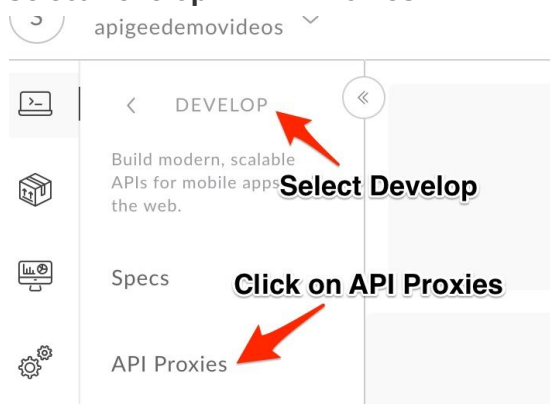 S
apigeedemovideos
DEVELOP
Build modern, scalable
APIs for mobile apps
the web.
Select Develop
Specs
Click on API Proxies
API Proxies